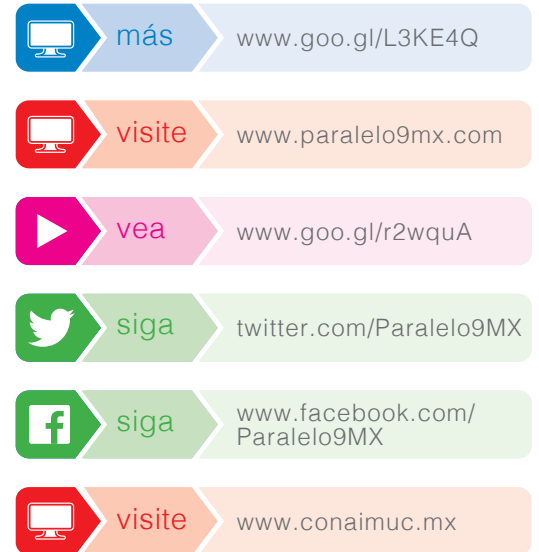 más www.goo.gl/L3KE4Q
visite www.paralelo9mx.com
vea www.goo.gl/r2wquA
siga twitter.com/Paralelo9MX
siga www.facebook.com/
Paralelo9MX
visite www.conaimuc.mx